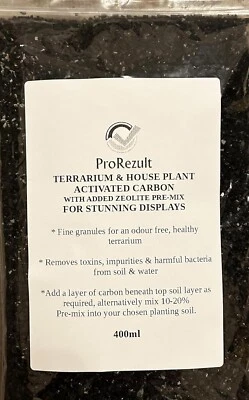 ProRezult
TERRARIUM & HOUSE PLANT
ACTIVATED CARBON
WITH ADDED ZEOLITE PRE-MIX
FOR STUNNING DISPLAYS
* Fine granules for an odour free, healthy
terrarium
* Removes toxins, impurities & harmful bacteria
from soil & water
*Add a layer of carbon beneath top soil layer as
required, alternatively mix 10-20%
Pre-mix into your chosen planting soil.
400ml